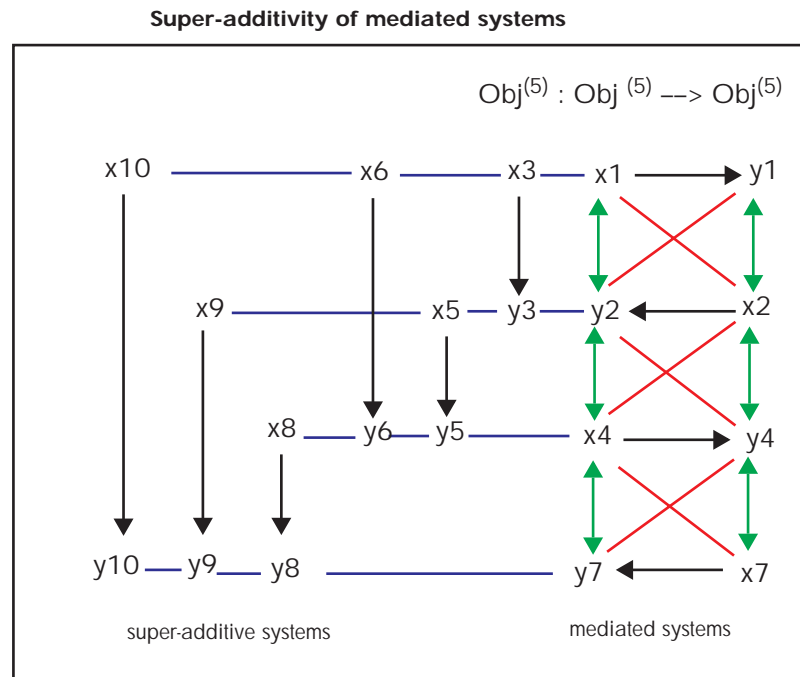 Super-additivity of mediated systems
Obj(5) : Obj (5) ––> Obj(5)
x10 x6 x3 x1 y1
x9 x5 y3 y2 x2
x8 y6 y5 x4 y4
y10 y9 y8 y7 x7
super-additive systems mediated systems